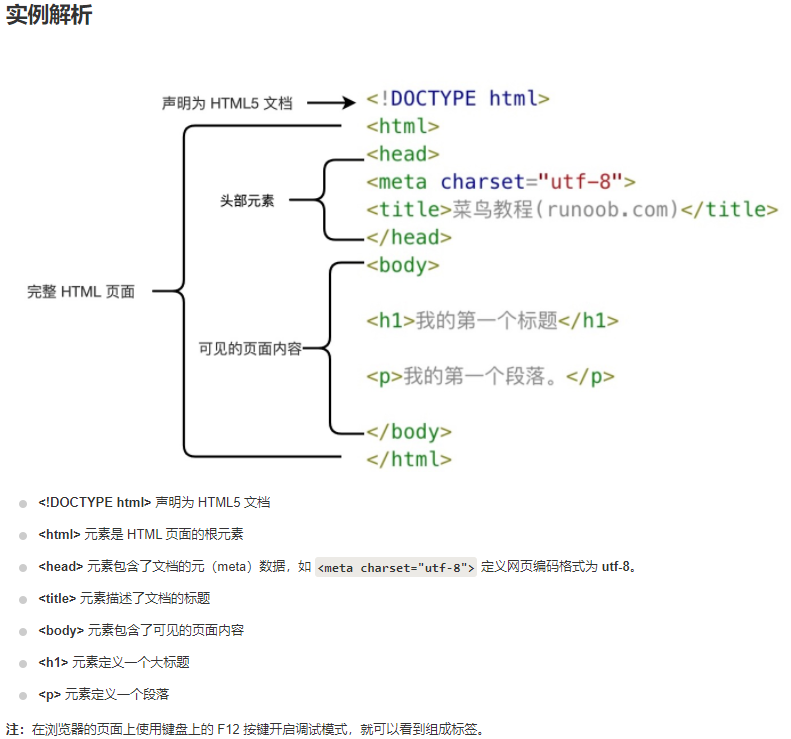 实例解析
声明为 HTML5 文档
<!DOCTYPE html>
<html>
<head>
头部元素
<meta charset="utf-8">
<title>菜鸟教程(runoob.com)</title>
</head>
<body>
完整 HTML 页面
<h1>我的第一个标题</h1>
可见的页面内容
<p>我的第一个段落。</p>
</body>
</html>
<!DOCTYPE html> 声明为 HTML5 文档
<html> 元素是 HTML 页面的根元素
<head> 元素包含了文档的元（meta）数据，如 <meta charset="utf-8"> 定义网页编码格式为 utf-8。
<title> 元素描述了文档的标题
<body> 元素包含了可见的页面内容
<h1> 元素定义一个大标题
<p> 元素定义一个段落
注：在浏览器的页面上使用键盘上的 F12 按键开启调试模式，就可以看到组成标签。